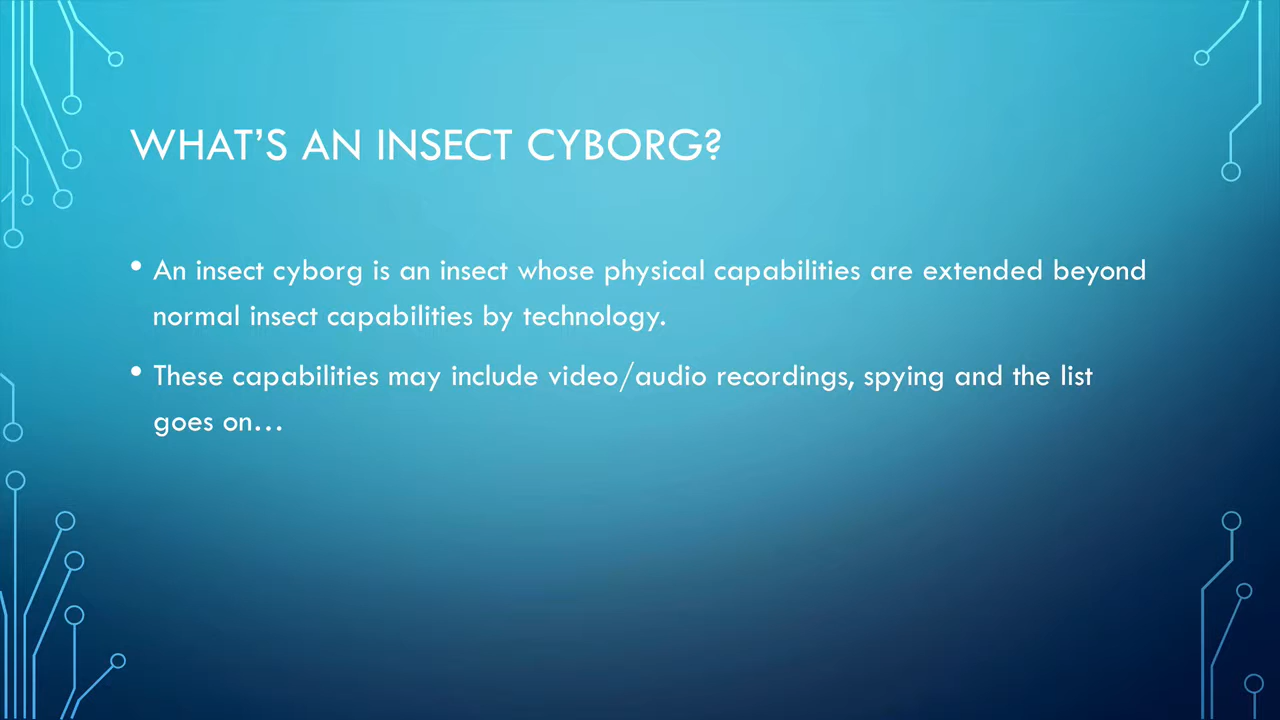 WHAT’S AN INSECT CYBORG?
• An insect cyborg is an insect whose physical capabilities are extended beyond
normal insect capabilities by technology.
• These capabilities may include video/audio recordings, spying and the list
goes on…